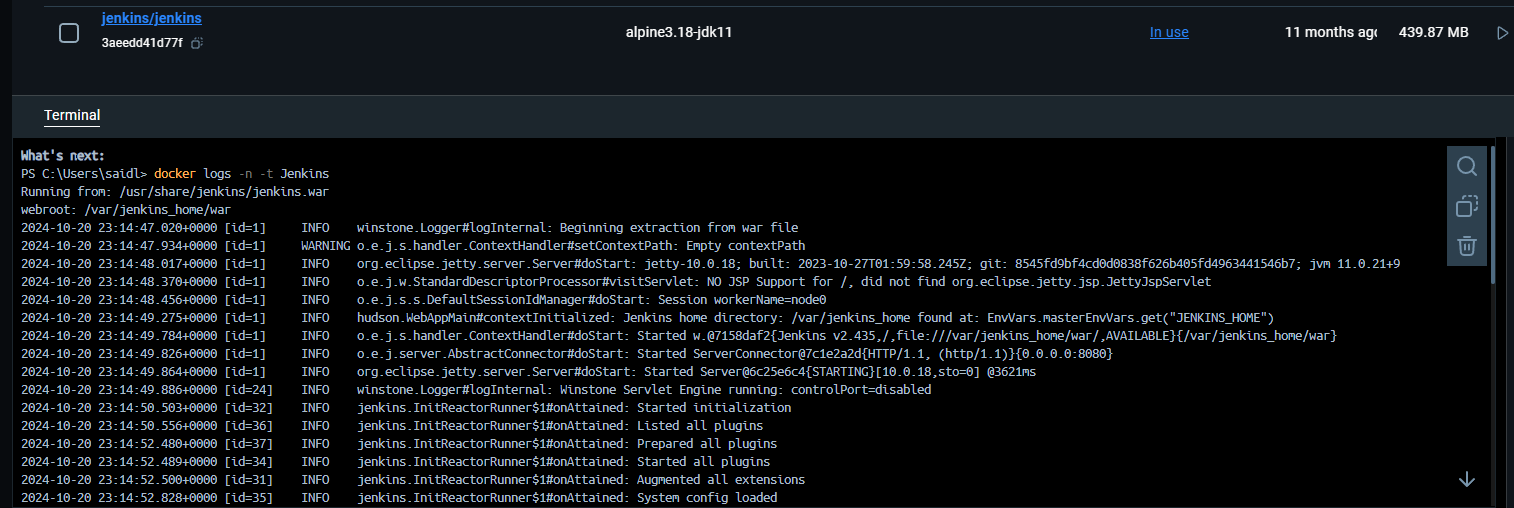 jenkins/jenkins
3aeedd41d77f
alpine3.18-jdk11
In use
11 months ago
439.87 MB
Terminal
What's next:
PS C:\Users\saidl> docker logs -n -t Jenkins
Running from: /usr/share/jenkins/jenkins.war
webroot: /var/jenkins_home/war
2024-10-20 23:14:47.020+0000 [id=1] INFO winstone.Logger#logInternal: Beginning extraction from war file
2024-10-20 23:14:47.934+0000 [id=1] WARNING o.e.j.s.handler.ContextHandler#setContextPath: Empty contextPath
2024-10-20 23:14:48.017+0000 [id=1] INFO org.eclipse.jetty.server.Server#doStart: jetty-10.0.18; built: 2023-10-27T01:59:58.245Z; git: 8545fd9bf4cd0d0838f626b405fd4963441546b7; jvm 11.0.21+9
2024-10-20 23:14:48.370+0000 [id=1] INFO o.e.j.w.StandardDescriptorProcessor#visitServlet: NO JSP Support for /, did not find org.eclipse.jetty.jsp.JettyJspServlet
2024-10-20 23:14:48.456+0000 [id=1] INFO o.e.j.s.s.DefaultSessionIdManager#doStart: Session workerName=node0
2024-10-20 23:14:49.275+0000 [id=1] INFO hudson.WebAppMain#contextInitialized: Jenkins home directory: /var/jenkins_home found at: EnvVars.masterEnvVars.get("JENKINS_HOME")
2024-10-20 23:14:49.784+0000 [id=1] INFO o.e.j.s.handler.ContextHandler#doStart: Started w.@7158daf2{Jenkins v2.435,/,file:///var/jenkins_home/war/,AVAILABLE}{/var/jenkins_home/war}
2024-10-20 23:14:49.826+0000 [id=1] INFO o.e.j.server.AbstractConnector#doStart: Started ServerConnector@7c1e2a2d{HTTP/1.1, (http/1.1)}{0.0.0.0:8080}
2024-10-20 23:14:49.864+0000 [id=1] INFO org.eclipse.jetty.server.Server#doStart: Started Server@6c25e6c4{STARTING}[10.0.18,sto=0] @3621ms
2024-10-20 23:14:49.886+0000 [id=24] INFO winstone.Logger#logInternal: Winstone Servlet Engine running: controlPort=disabled
2024-10-20 23:14:50.503+0000 [id=32] INFO jenkins.InitReactorRunner$1#onAttained: Started initialization
2024-10-20 23:14:50.556+0000 [id=36] INFO jenkins.InitReactorRunner$1#onAttained: Listed all plugins
2024-10-20 23:14:52.480+0000 [id=37] INFO jenkins.InitReactorRunner$1#onAttained: Prepared all plugins
2024-10-20 23:14:52.489+0000 [id=34] INFO jenkins.InitReactorRunner$1#onAttained: Started all plugins
2024-10-20 23:14:52.500+0000 [id=31] INFO jenkins.InitReactorRunner$1#onAttained: Augmented all extensions
2024-10-20 23:14:52.828+0000 [id=35] INFO jenkins.InitReactorRunner$1#onAttained: System config loaded